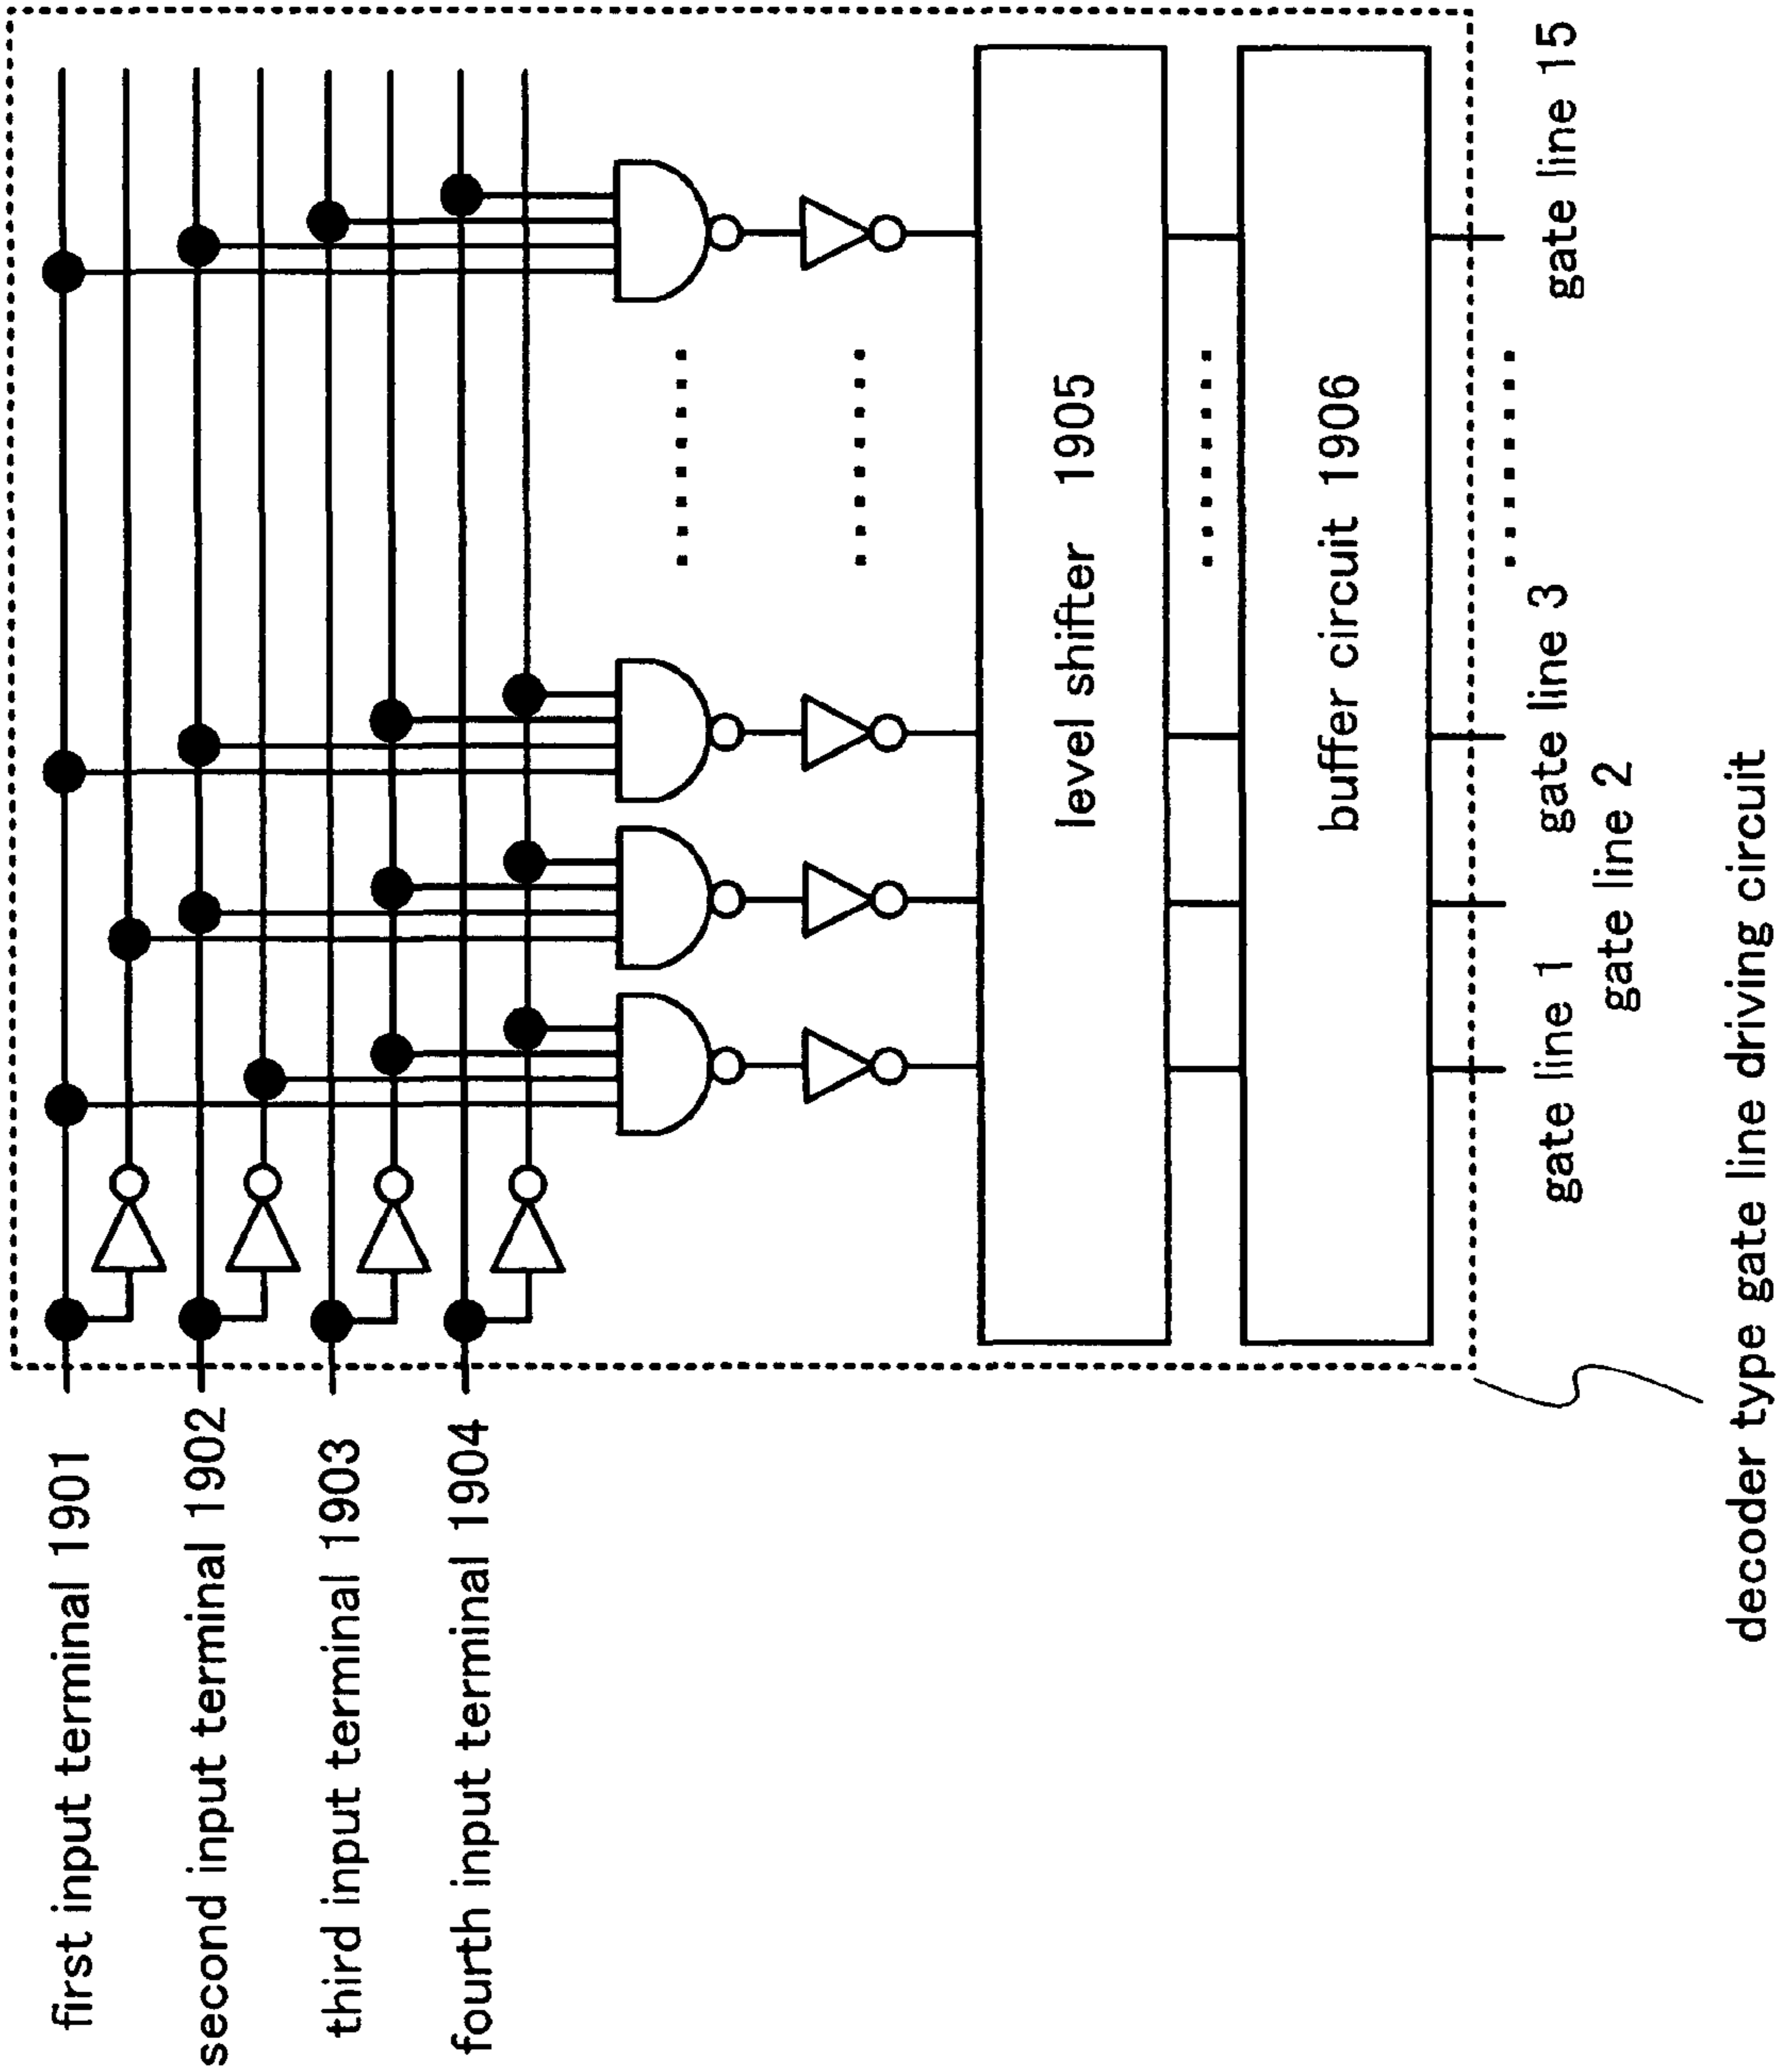 first input terminal 1901
second input terminal 1902
third input terminal 1903
fourth input terminal 1904
level shifter 1905
buffer circuit 1906
gate line 1
gate line 2
gate line 3
gate line 15
decoder type gate line driving circuit